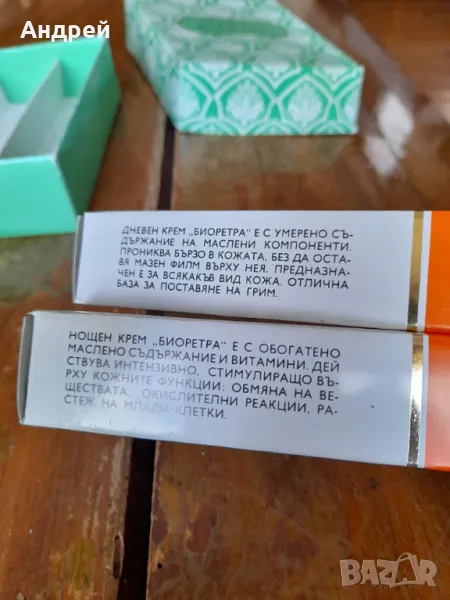 Андрей
ДНЕВЕН КРЕМ „БИОРЕТРА" Е С УМЕРЕНО СЪ-
ДЪРЖАНИЕ НА МАСЛЕНИ КОМПОНЕНТИ.
ПРОНИКВА БЪРЗО В КОЖАТА, БЕЗ ДА ОСТА-
ВЯ МАЗЕН ФИЛМ ВЪРХУ НЕЯ. ПРЕДНАЗНА-
ЧЕН Е ЗА ВСЯКАКЪВ ВИД КОЖА. ОТЛИЧНА
БАЗА ЗА ПОСТАВЯНЕ НА ГРИМ.
НОЩЕН КРЕМ „БИОРЕТРА" Е С ОБОГАТЕНО
МАСЛЕНО СЪДЪРЖАНИЕ И ВИТАМИНИ. ДЕЙ
СТВУВА ИНТЕНЗИВНО, СТИМУЛИРАЩО ВЪ-
РХУ КОЖНИТЕ ФУНКЦИИ: ОБМЯНА НА ВЕ-
ЩЕСТВАТА, ОКИСЛИТЕЛНИ РЕАКЦИИ, РА-
СТЕЖ НА МЛАДИ КЛЕТКИ.
BAZAR